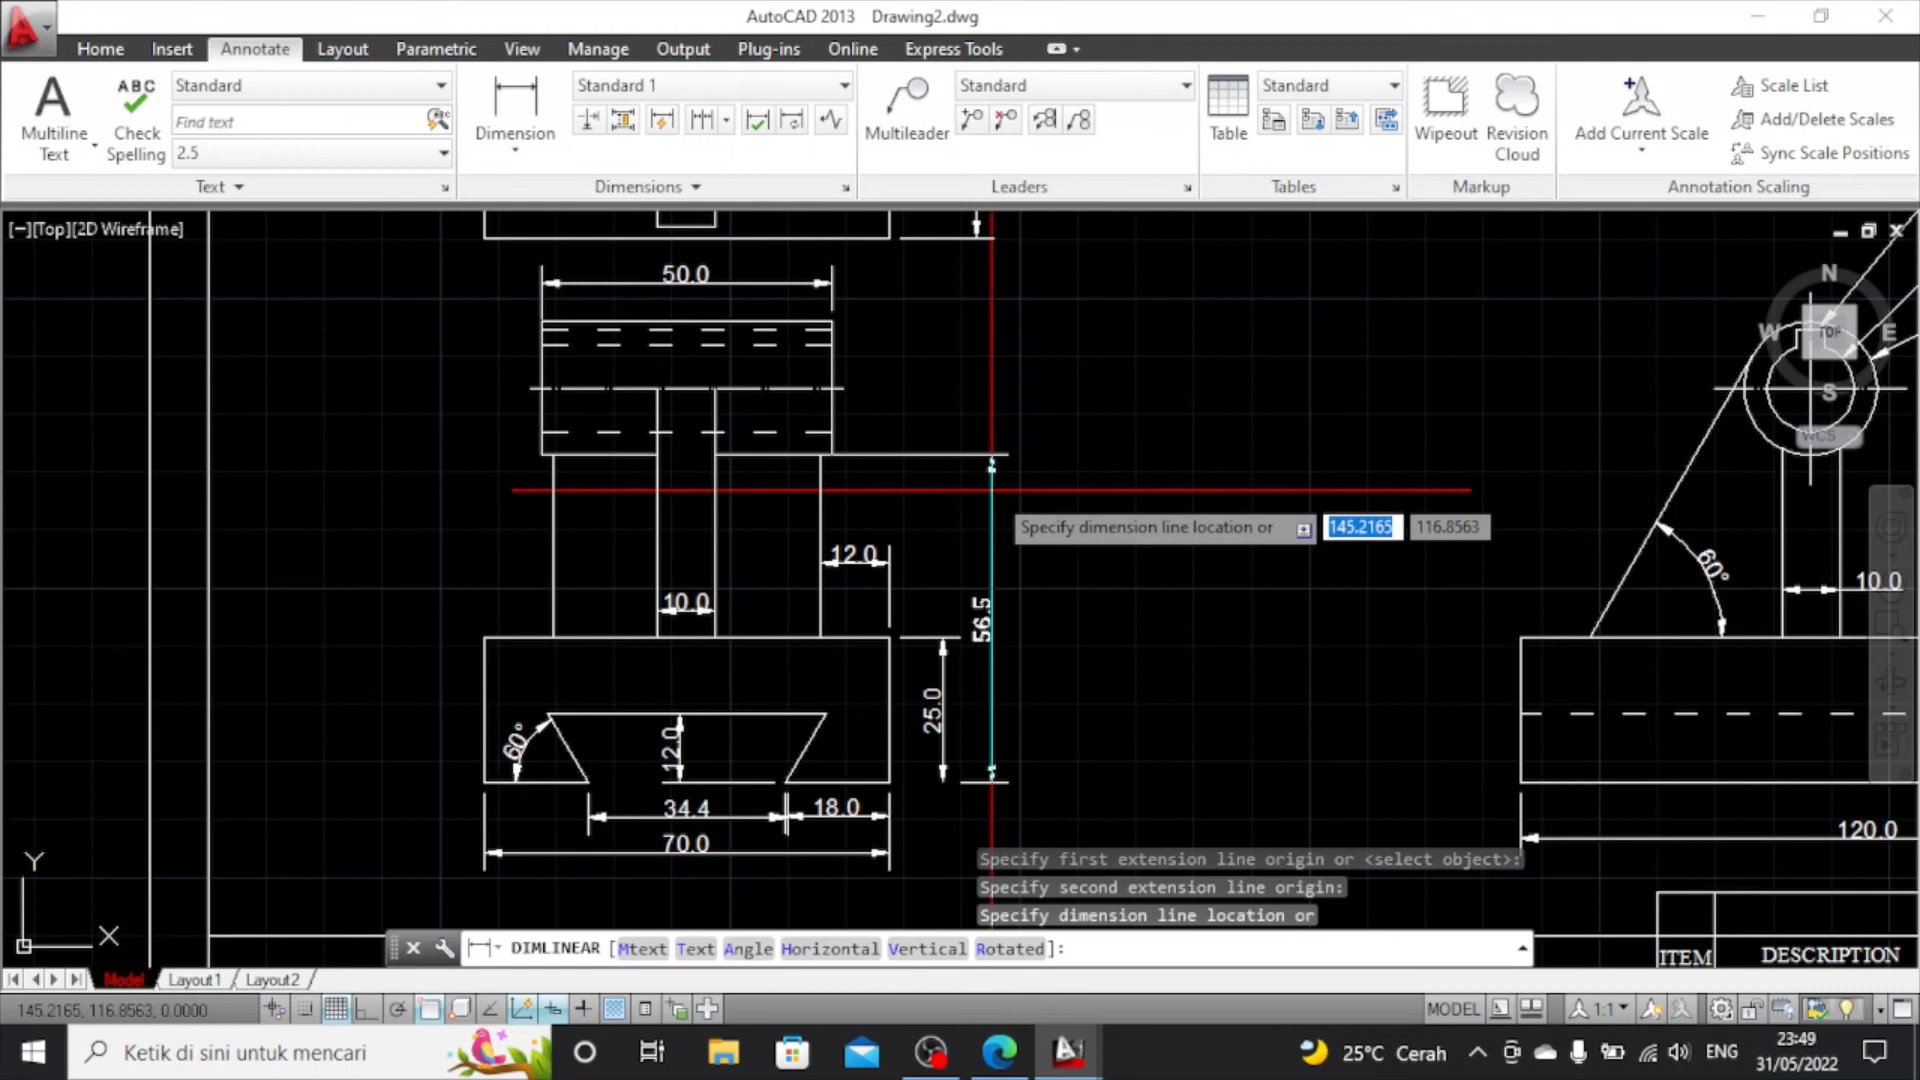 AutoCAD 2013 Drawing2.dwg
Home Insert Annotate Layout Parametric View Manage Output Plug-ins Online Express Tools
A ABC Standard Standard 1 Standard Standard Scale List
Find text
Multiline Text Check Spelling Dimension Multileader Table Wipeout Revision Cloud Add Current Scale Add/Delete Scales
2.5 Sync Scale Positions
Text Dimensions Leaders Tables Markup Annotation Scaling
[−][Top][2D Wireframe]
N
50.0
W TOP E
S
WCS
Specify dimension line location or 145.2165 116.8563
12.0
60°
10.0
10.0
56.5
25.0
60°
12.0
34.4 18.0
70.0
120.0
Specify first extension line origin or <select object>:
Specify second extension line origin:
Specify dimension line location or
Y
X
DIMLINEAR [Mtext Text Angle Horizontal Vertical Rotated]:
ITEM DESCRIPTION
Model Layout1 Layout2
145.2165, 116.8563, 0.0000 MODEL 1:1
Ketik di sini untuk mencari 25°C Cerah ENG 23:49
31/05/2022